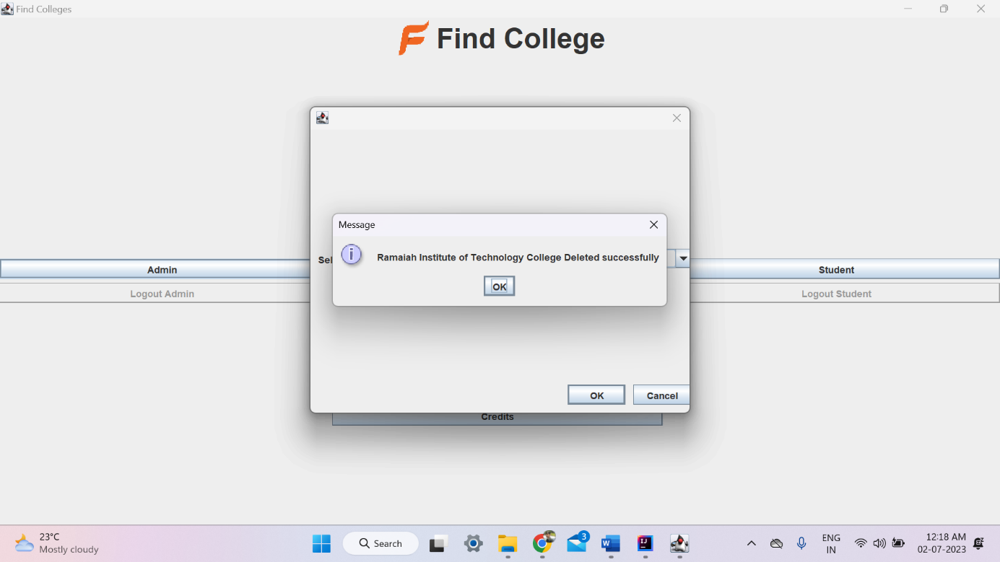 Find Colleges
Find College
Message
Ramaiah Institute of Technology College Deleted successfully
OK
Sel
Admin
Student
Logout Admin
Logout Student
OK
Cancel
Credits
23°C
Mostly cloudy
Search
3
W
IJ
ENG
IN
12:18 AM
02-07-2023